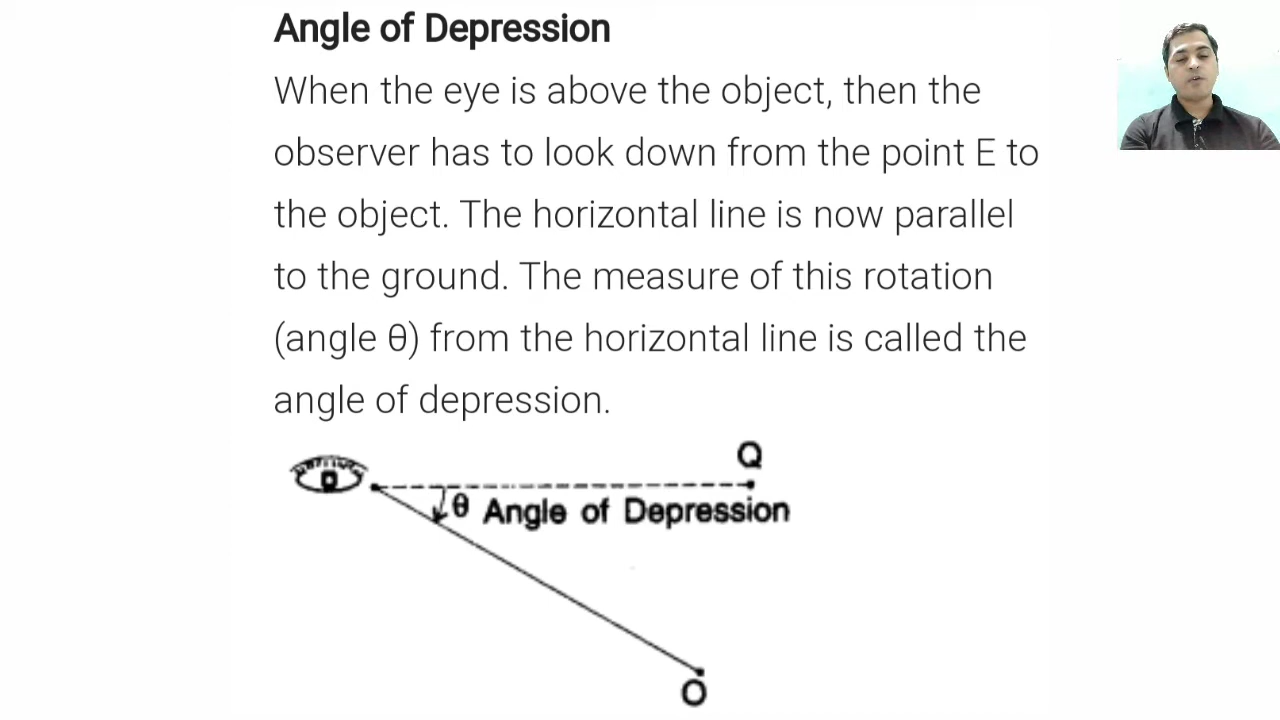 Angle of Depression
When the eye is above the object, then the
observer has to look down from the point E to
the object. The horizontal line is now parallel
to the ground. The measure of this rotation
(angle θ) from the horizontal line is called the
angle of depression.
Q
θ Angle of Depression
O